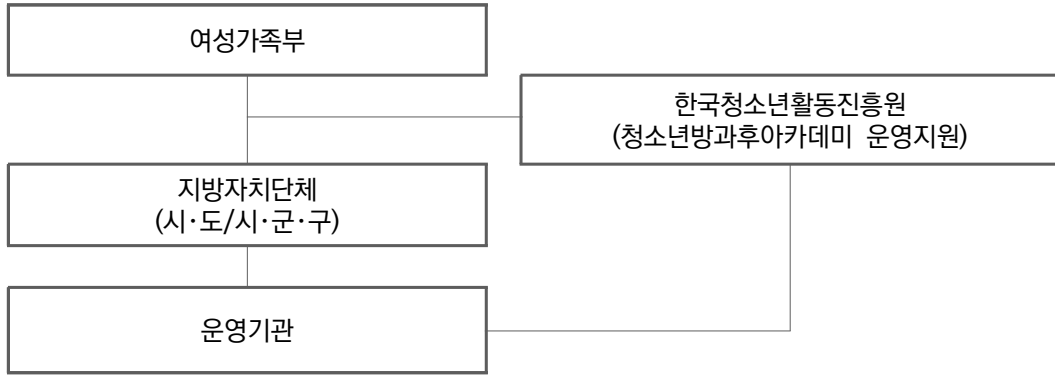 여성가족부
한국청소년활동진흥원
(청소년방과후아카데미 운영지원)
지방자치단체
(시·도/시·군·구)
운영기관